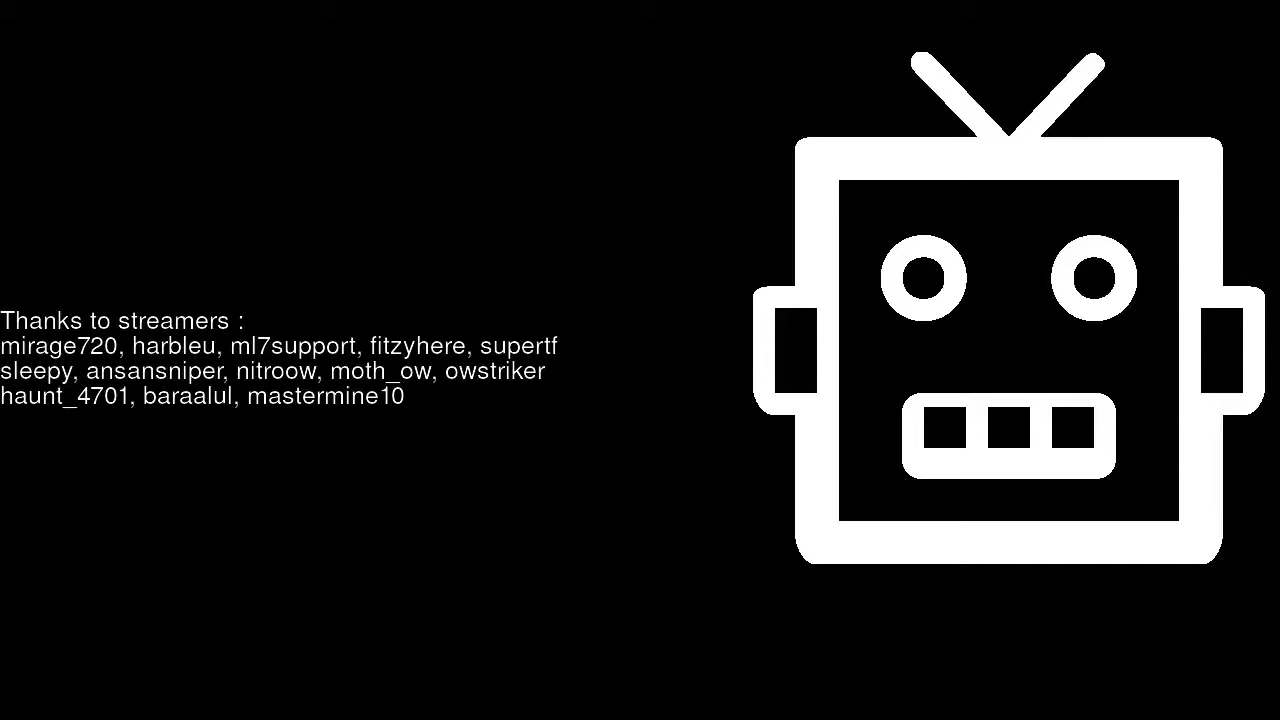 Thanks to streamers :
mirage720, harbleu, ml7support, fitzyhere, supertf
sleepy, ansansniper, nitroow, moth_ow, owstriker
haunt_4701, baraalul, mastermine10